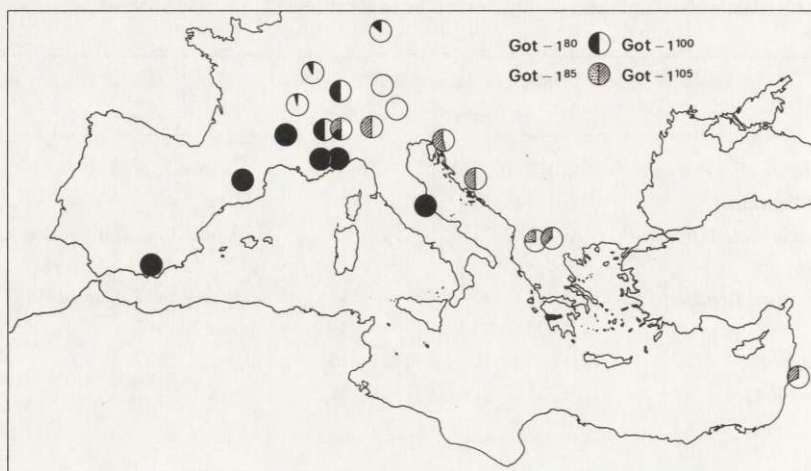 Got – 1⁸⁰ Got – 1¹⁰⁰
Got – 1⁸⁵ Got – 1¹⁰⁵